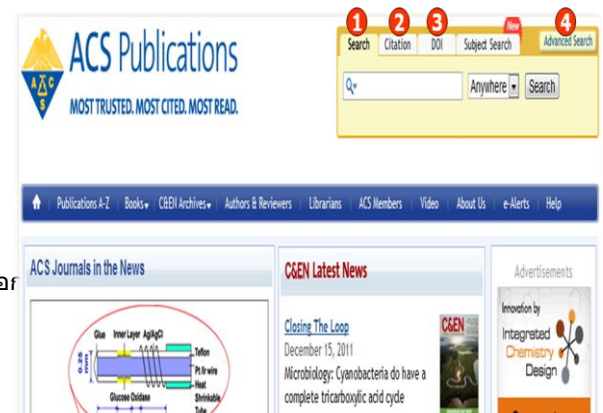 1 2 3 4
New
Search Citation DOI Subject Search Advanced Search
ACS Publications
MOST TRUSTED. MOST CITED. MOST READ.
A C S
Anywhere Search
Publications A-Z Books C&EN Archives Authors & Reviewers Librarians ACS Members Video About Us e-Alerts Help
ACS Journals in the News
C&EN Latest News
Advertisements
Closing The Loop
December 15, 2011
Microbiology: Cyanobacteria do have a
complete tricarboxylic acid cycle
C&EN
Innovation by
Integrated
Chemistry
Design
Glue Inner Layer Ag/AgCl
Teflon
Pt Ir wire
Heat
Shrinkable
Tube
0.25
mm
Glucose Oxidase